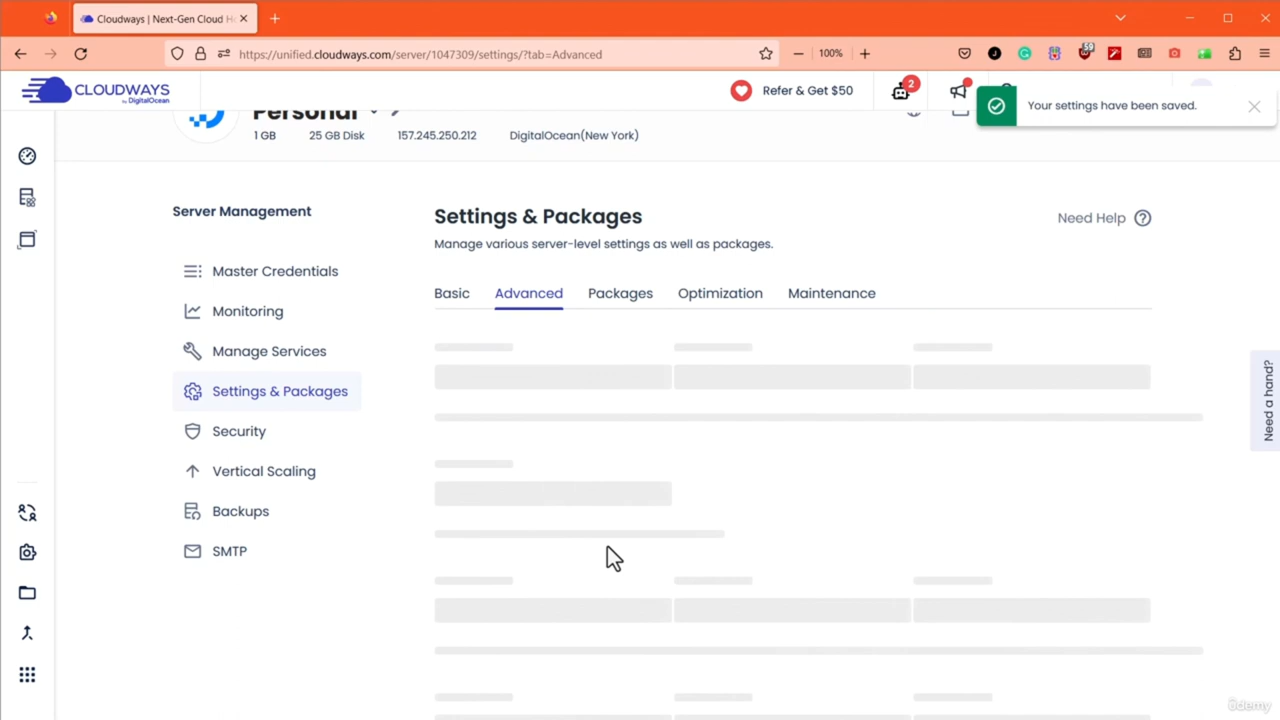 Cloudways | Next-Gen Cloud Ho
https://unified.cloudways.com/server/1047309/settings/?tab=Advanced
100%
59
CLOUDWAYS
by DigitalOcean
Refer & Get $50
2
Your settings have been saved.
Personal
1 GB
25 GB Disk
157.245.250.212
DigitalOcean(New York)
Server Management
Master Credentials
Monitoring
Manage Services
Settings & Packages
Security
Vertical Scaling
Backups
SMTP
Settings & Packages
Need Help
Manage various server-level settings as well as packages.
Basic
Advanced
Packages
Optimization
Maintenance
Need a hand?
ûdemy